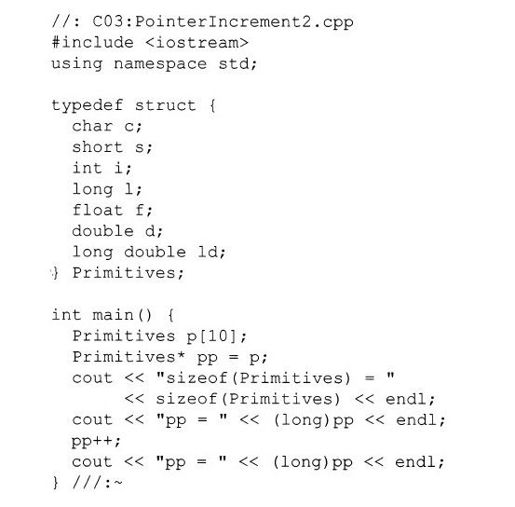 //: C03:PointerIncrement2.cpp
#include <iostream>
using namespace std;

typedef struct {
  char c;
  short s;
  int i;
  long l;
  float f;
  double d;
  long double ld;
} Primitives;

int main() {
  Primitives p[10];
  Primitives* pp = p;
  cout << "sizeof(Primitives) = "
       << sizeof(Primitives) << endl;
  cout << "pp = " << (long)pp << endl;
  pp++;
  cout << "pp = " << (long)pp << endl;
} ///:~